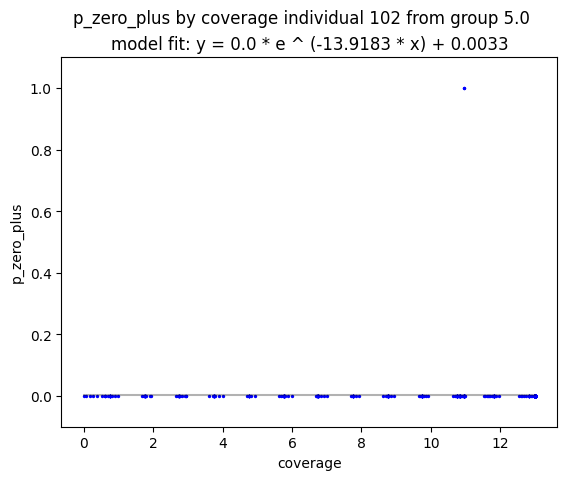 p_zero_plus by coverage individual 102 from group 5.0
model fit: y = 0.0 * e ^ (-13.9183 * x) + 0.0033
1.0
0.8
0.6
0.4
0.2
0.0
p_zero_plus
0 2 4 6 8 10 12
coverage